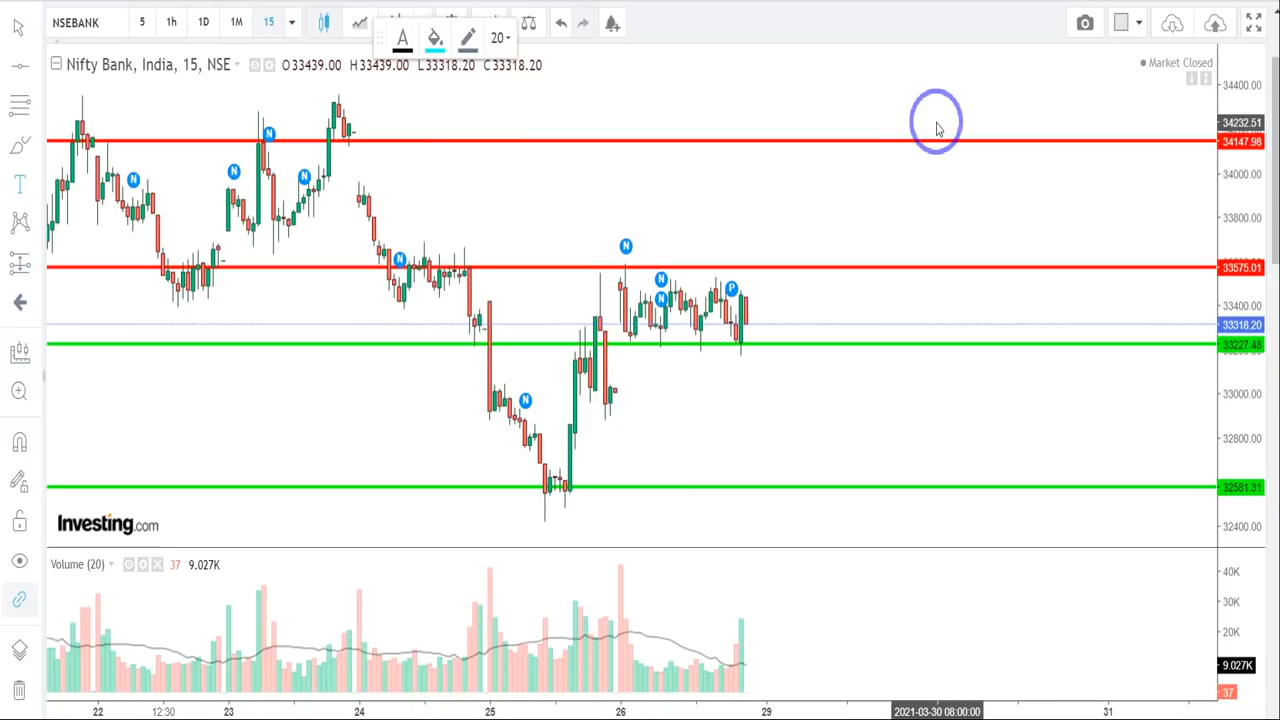 NSEBANK 5 1h 1D 1M 15
A 20
Nifty Bank, India, 15, NSE O33439.00 H33439.00 L33318.20 C33318.20
Market Closed
34400.00
34232.51
34147.98
34000.00
33800.00
33575.01
33400.00
33318.20
33227.48
33000.00
32800.00
32581.31
32400.00
N
N
N
N
N
N
N
N
N
P
Investing.com
Volume (20) 37 9.027K
40K
30K
20K
9.027K
37
22 12:30 23 24 25 26 29 2021-03-30 08:00:00 31